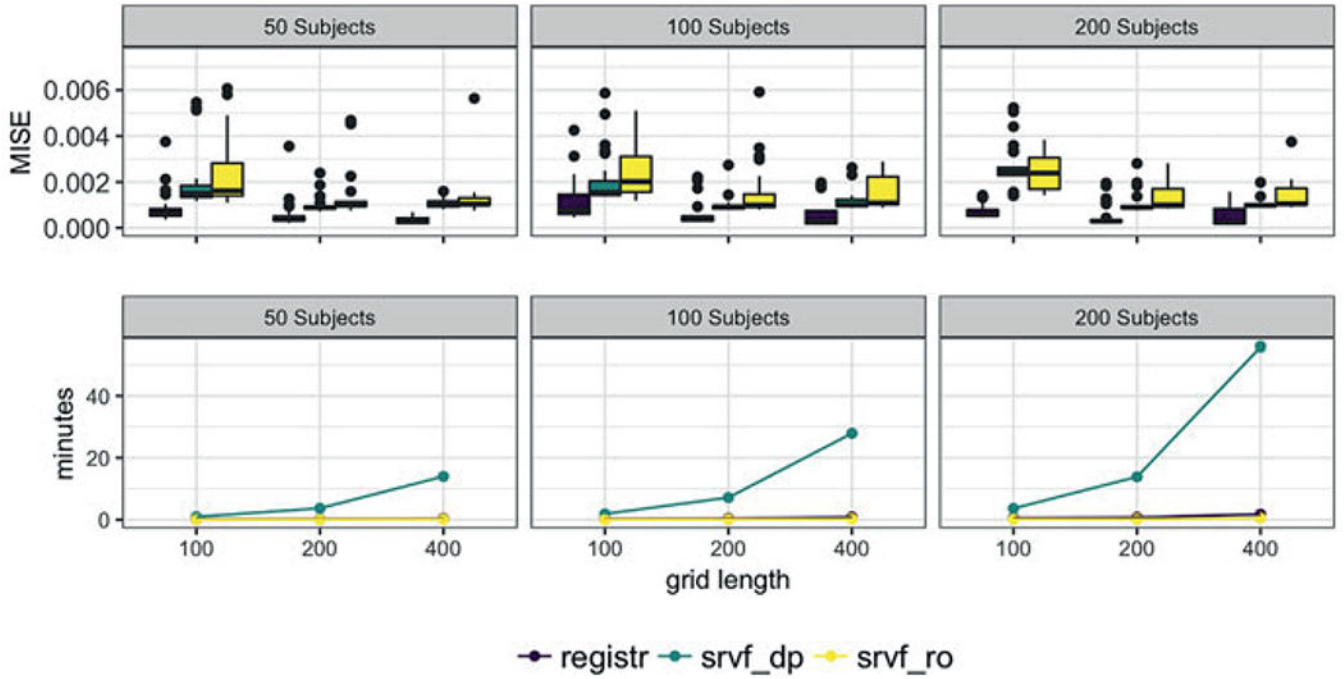 50 Subjects 100 Subjects 200 Subjects
MISE
0.006
0.004
0.002
0.000
50 Subjects 100 Subjects 200 Subjects
minutes
40
20
0
100 200 400 100 200 400 100 200 400
grid length
registr srvf_dp srvf_ro